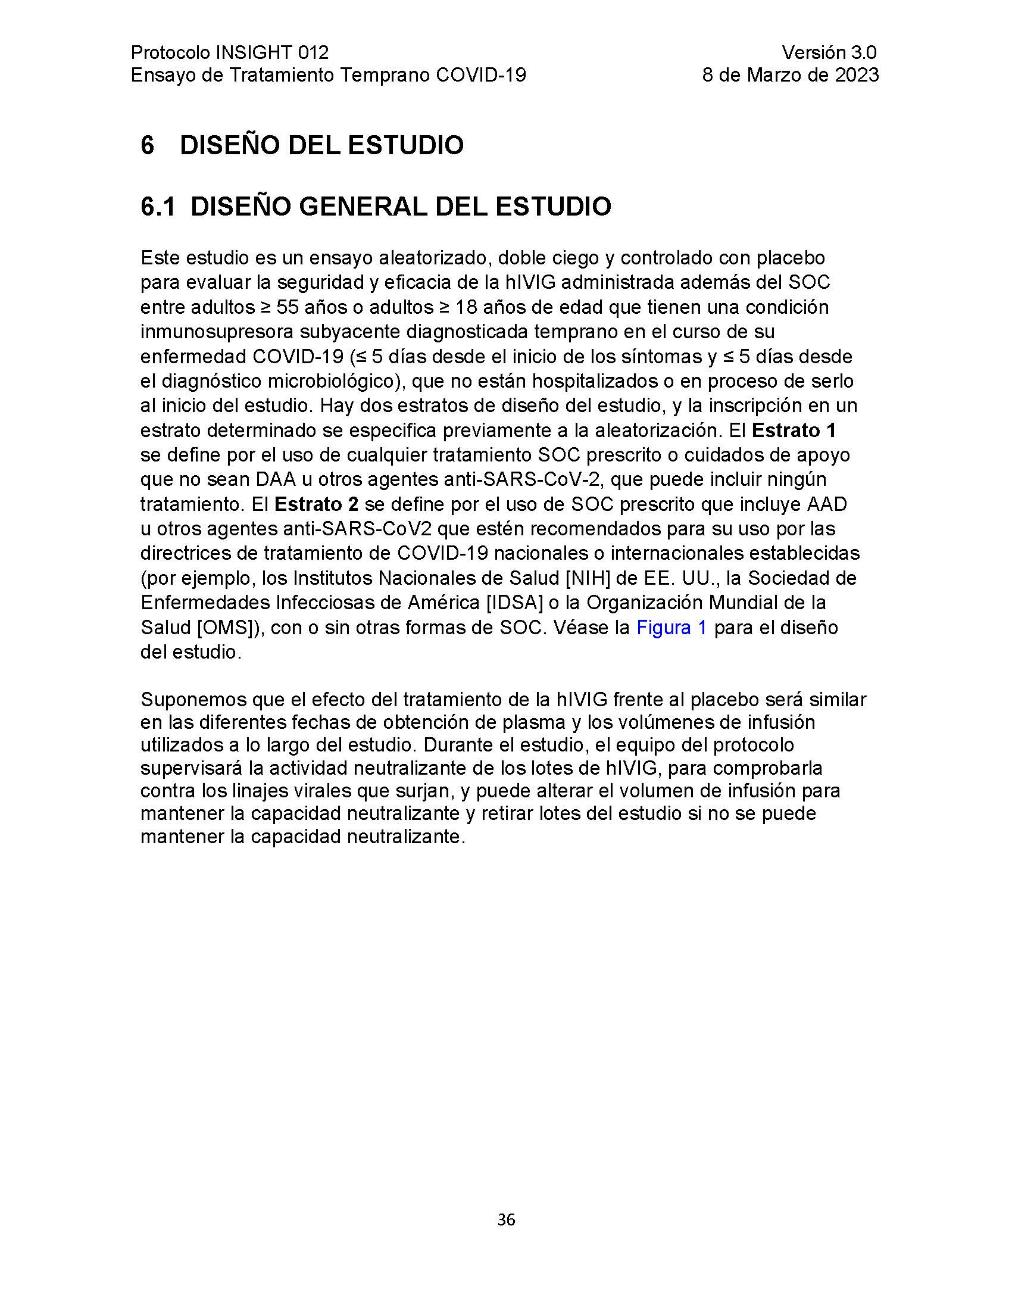 Protocolo INSIGHT 012 Versión 3.0
Ensayo de Tratamiento Temprano COVID-19 8 de Marzo de 2023
6 DISEÑO DEL ESTUDIO
6.1 DISEÑO GENERAL DEL ESTUDIO
Este estudio es un ensayo aleatorizado, doble ciego y controlado con placebo
para evaluar la seguridad y eficacia de la hIVIG administrada además del SOC
entre adultos ≥ 55 años o adultos ≥ 18 años de edad que tienen una condición
inmunosupresora subyacente diagnosticada temprano en el curso de su
enfermedad COVID-19 (≤ 5 días desde el inicio de los síntomas y ≤ 5 días desde
el diagnóstico microbiológico), que no están hospitalizados o en proceso de serlo
al inicio del estudio. Hay dos estratos de diseño del estudio, y la inscripción en un
estrato determinado se especifica previamente a la aleatorización. El Estrato 1
se define por el uso de cualquier tratamiento SOC prescrito o cuidados de apoyo
que no sean DAA u otros agentes anti-SARS-CoV-2, que puede incluir ningún
tratamiento. El Estrato 2 se define por el uso de SOC prescrito que incluye AAD
u otros agentes anti-SARS-CoV2 que estén recomendados para su uso por las
directrices de tratamiento de COVID-19 nacionales o internacionales establecidas
(por ejemplo, los Institutos Nacionales de Salud [NIH] de EE. UU., la Sociedad de
Enfermedades Infecciosas de América [IDSA] o la Organización Mundial de la
Salud [OMS]), con o sin otras formas de SOC. Véase la Figura 1 para el diseño
del estudio.
Suponemos que el efecto del tratamiento de la hIVIG frente al placebo será similar
en las diferentes fechas de obtención de plasma y los volúmenes de infusión
utilizados a lo largo del estudio. Durante el estudio, el equipo del protocolo
supervisará la actividad neutralizante de los lotes de hIVIG, para comprobarla
contra los linajes virales que surjan, y puede alterar el volumen de infusión para
mantener la capacidad neutralizante y retirar lotes del estudio si no se puede
mantener la capacidad neutralizante.
36